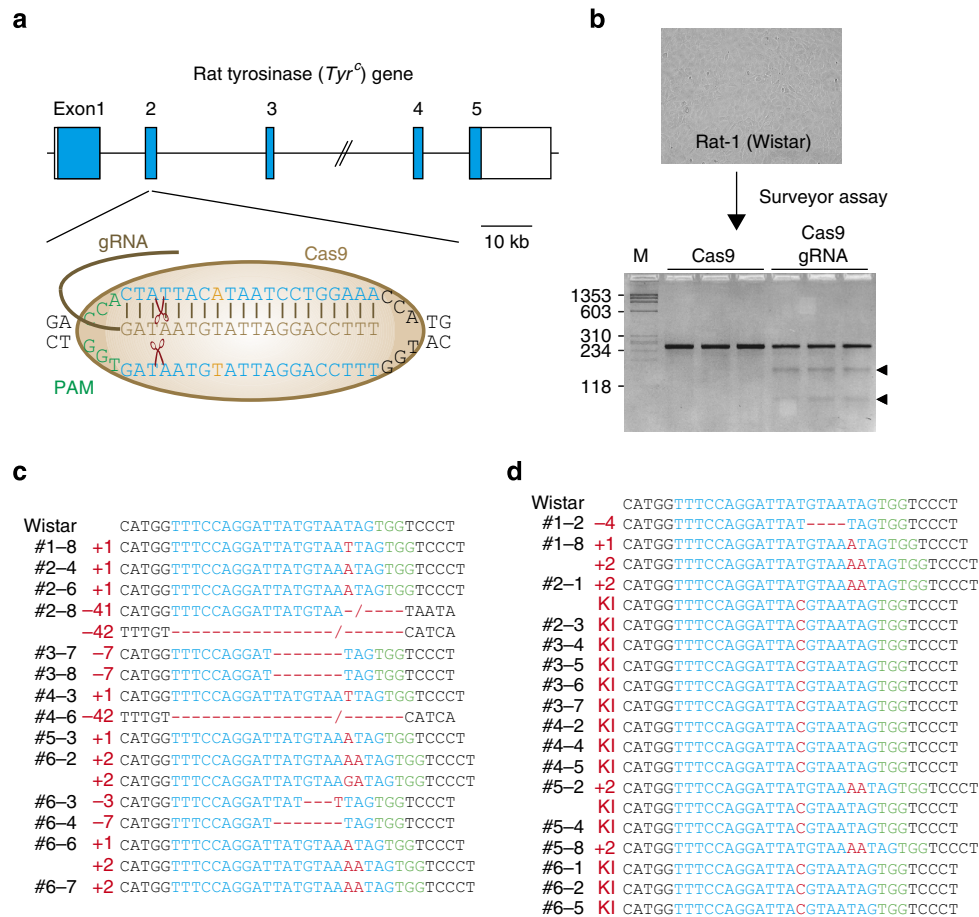 a
Rat tyrosinase (Tyrᶜ) gene
Exon1 2 3 4 5
10 kb
gRNA
Cas9
CCACTATTACATAATCCTGGAAACCATG
GA
GATAATGTATTAGGACCTTT
CT
GGTGATAATGTATTAGGACCTTTGGTAC
PAM
b
Rat-1 (Wistar)
Surveyor assay
M Cas9 Cas9 gRNA
1353
603
310
234
118
c
Wistar CATGGTTTCCAGGATTATGTAATAGTGGTCCCT
#1–8 +1 CATGGTTTCCAGGATTATGTAATTAGTGGTCCCT
#2–4 +1 CATGGTTTCCAGGATTATGTAAATAGTGGTCCCT
#2–6 +1 CATGGTTTCCAGGATTATGTAAATAGTGGTCCCT
#2–8 –41 CATGGTTTCCAGGATTATGTAA-/----TAATA
–42 TTTGT--------------/-----CATCA
#3–7 –7 CATGGTTTCCAGGAT-------TAGTGGTCCCT
#3–8 –7 CATGGTTTCCAGGAT-------TAGTGGTCCCT
#4–3 +1 CATGGTTTCCAGGATTATGTAATTAGTGGTCCCT
#4–6 –42 TTTGT--------------/-----CATCA
#5–3 +1 CATGGTTTCCAGGATTATGTAAATAGTGGTCCCT
#6–2 +2 CATGGTTTCCAGGATTATGTAAAATAGTGGTCCCT
+2 CATGGTTTCCAGGATTATGTAAGATAGTGGTCCCT
#6–3 –3 CATGGTTTCCAGGATTAT---TTAGTGGTCCCT
#6–4 –7 CATGGTTTCCAGGAT-------TAGTGGTCCCT
#6–6 +1 CATGGTTTCCAGGATTATGTAAATAGTGGTCCCT
+2 CATGGTTTCCAGGATTATGTAAAATAGTGGTCCCT
#6–7 +2 CATGGTTTCCAGGATTATGTAAAATAGTGGTCCCT
d
Wistar CATGGTTTCCAGGATTATGTAATAGTGGTCCCT
#1–2 –4 CATGGTTTCCAGGATTAT----TAGTGGTCCCT
#1–8 +1 CATGGTTTCCAGGATTATGTAAATAGTGGTCCCT
+2 CATGGTTTCCAGGATTATGTAAAATAGTGGTCCCT
#2–1 +2 CATGGTTTCCAGGATTATGTAAAATAGTGGTCCCT
KI CATGGTTTCCAGGATTACGTAATAGTGGTCCCT
#2–3 KI CATGGTTTCCAGGATTACGTAATAGTGGTCCCT
#3–4 KI CATGGTTTCCAGGATTACGTAATAGTGGTCCCT
#3–5 KI CATGGTTTCCAGGATTACGTAATAGTGGTCCCT
#3–6 KI CATGGTTTCCAGGATTACGTAATAGTGGTCCCT
#3–7 KI CATGGTTTCCAGGATTACGTAATAGTGGTCCCT
#4–2 KI CATGGTTTCCAGGATTACGTAATAGTGGTCCCT
#4–4 KI CATGGTTTCCAGGATTACGTAATAGTGGTCCCT
#4–5 KI CATGGTTTCCAGGATTACGTAATAGTGGTCCCT
#5–2 +2 CATGGTTTCCAGGATTATGTAAAATAGTGGTCCCT
KI CATGGTTTCCAGGATTACGTAATAGTGGTCCCT
#5–4 KI CATGGTTTCCAGGATTACGTAATAGTGGTCCCT
#5–8 +2 CATGGTTTCCAGGATTATGTAAAATAGTGGTCCCT
#6–1 KI CATGGTTTCCAGGATTACGTAATAGTGGTCCCT
#6–2 KI CATGGTTTCCAGGATTACGTAATAGTGGTCCCT
#6–5 KI CATGGTTTCCAGGATTACGTAATAGTGGTCCCT